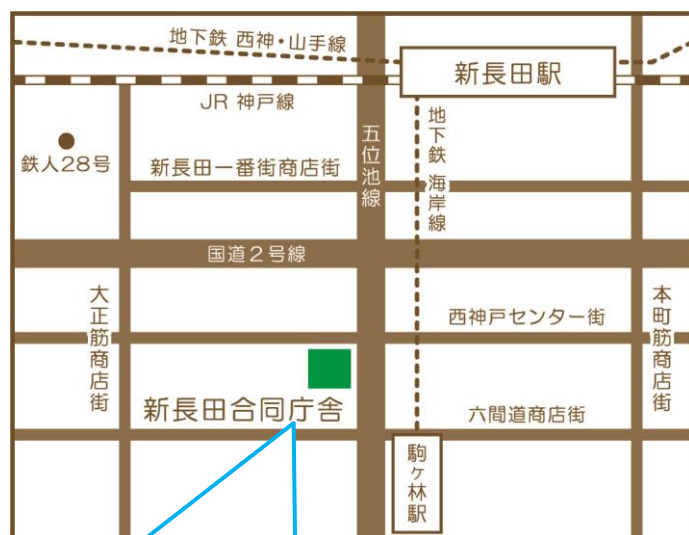 地下鉄 西神・山手線
新長田駅
JR 神戸線
鉄人28号
新長田一番街商店街
五位池線
地下鉄 海岸線
国道2号線
大正筋商店街
西神戸センター街
本町筋商店街
新長田合同庁舎
六間道商店街
駒ヶ林駅